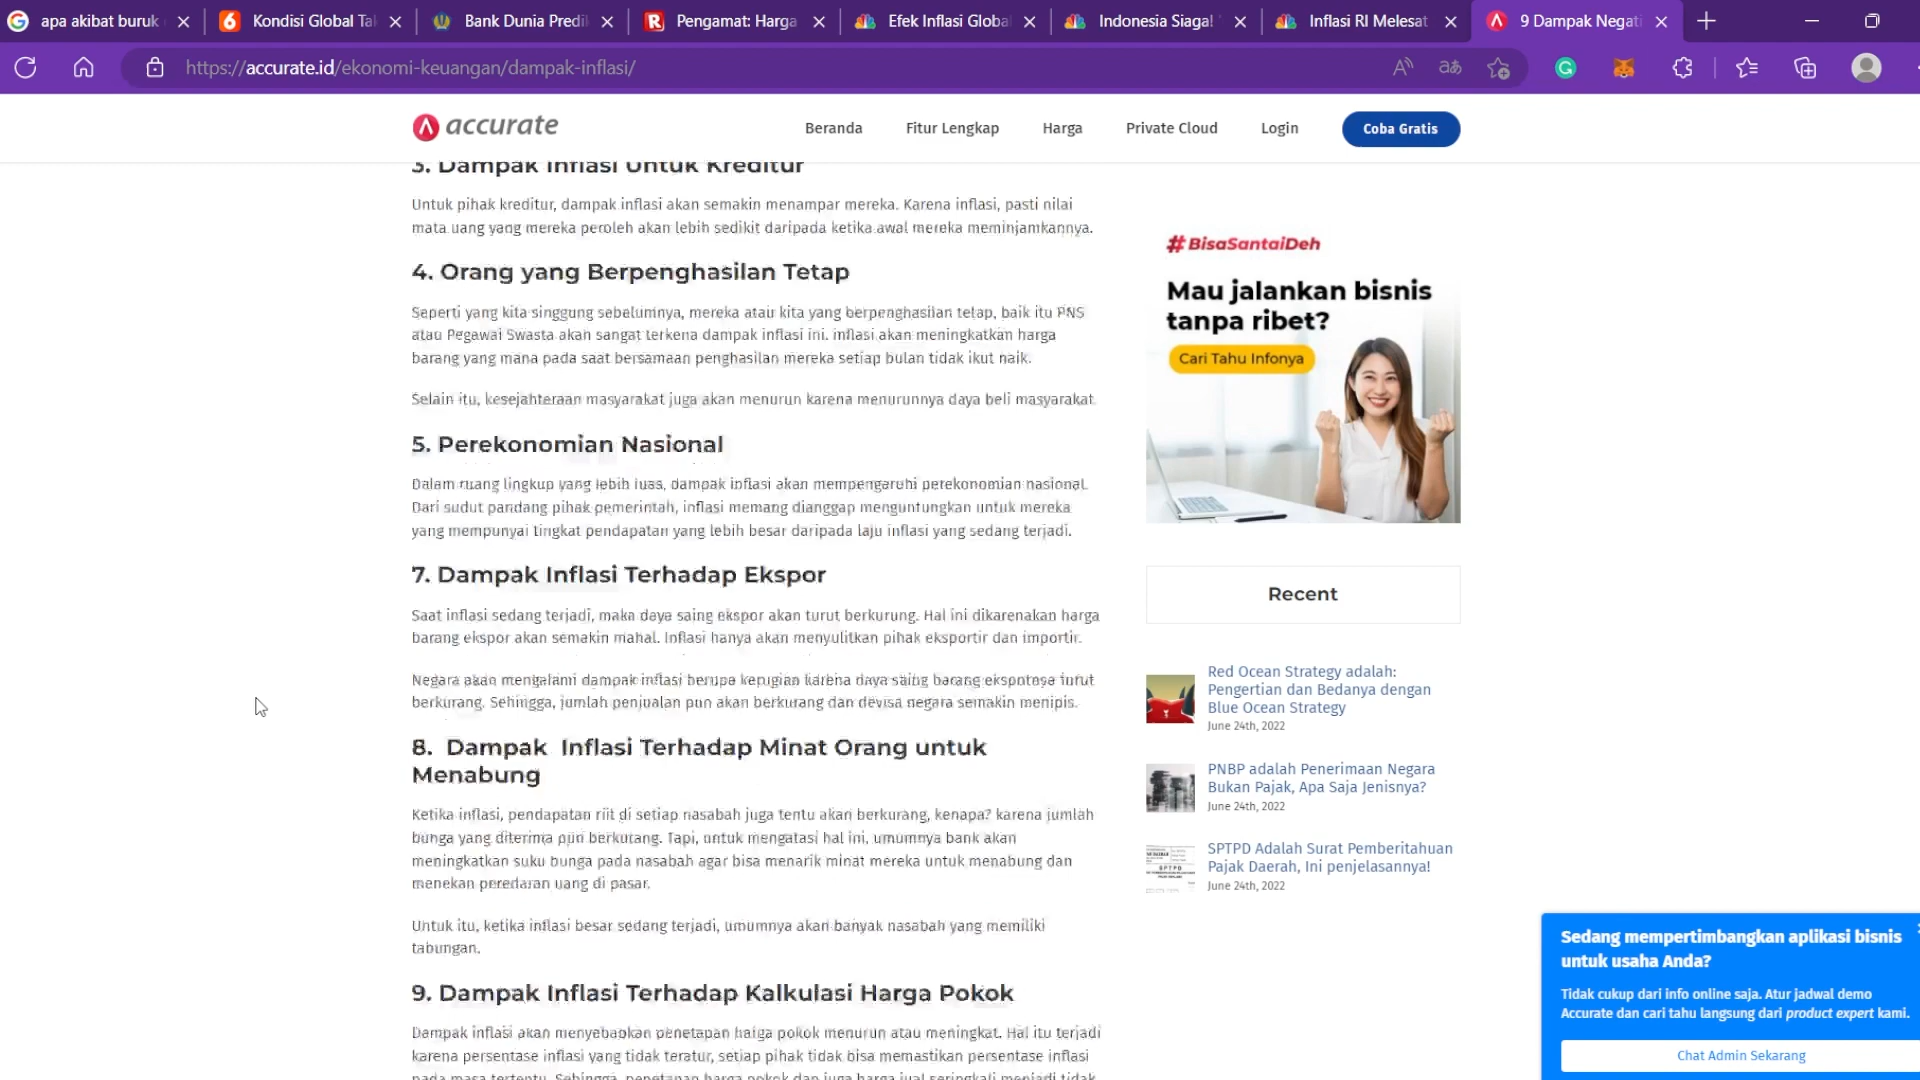 apa akibat buruk
Kondisi Global Tak
Bank Dunia Predi
Pengamat: Harga
Efek Inflasi Global
Indonesia Siaga!
Inflasi RI Melesat
9 Dampak Negati
https://accurate.id/ekonomi-keuangan/dampak-inflasi/
accurate
Beranda
Fitur Lengkap
Harga
Private Cloud
Login
Coba Gratis
3. Dampak Inflasi Untuk Kreditur
Untuk pihak kreditur, dampak inflasi akan semakin menampar mereka. Karena inflasi, pasti nilai
mata uang yang mereka peroleh akan lebih sedikit daripada ketika awal mereka meminjamkannya.
4. Orang yang Berpenghasilan Tetap
Seperti yang kita singgung sebelumnya, mereka atau kita yang berpenghasilan tetap, baik itu PNS
atau Pegawai Swasta akan sangat terkena dampak inflasi ini. inflasi akan meningkatkan harga
barang yang mana pada saat bersamaan penghasilan mereka setiap bulan tidak ikut naik.
Selain itu, kesejahteraan masyarakat juga akan menurun karena menurunnya daya beli masyarakat.
5. Perekonomian Nasional
Dalam ruang lingkup yang lebih luas, dampak inflasi akan mempengaruhi perekonomian nasional.
Dari sudut pandang pihak pemerintah, inflasi memang dianggap menguntungkan untuk mereka
yang mempunyai tingkat pendapatan yang lebih besar daripada laju inflasi yang sedang terjadi.
7. Dampak Inflasi Terhadap Ekspor
Saat inflasi sedang terjadi, maka daya saing ekspor akan turut berkurung. Hal ini dikarenakan harga
barang ekspor akan semakin mahal. Inflasi hanya akan menyulitkan pihak eksportir dan importir.
Negara akan mengalami dampak inflasi berupa kerugian karena daya saing barang ekspornya turut
berkurang. Sehingga, jumlah penjualan pun akan berkurang dan devisa negara semakin menipis.
8. Dampak Inflasi Terhadap Minat Orang untuk
Menabung
Ketika inflasi, pendapatan riil di setiap nasabah juga tentu akan berkurang, kenapa? karena jumlah
bunga yang diterima pun berkurang. Tapi, untuk mengatasi hal ini, umumnya bank akan
meningkatkan suku bunga pada nasabah agar bisa menarik minat mereka untuk menabung dan
menekan peredaran uang di pasar.
Untuk itu, ketika inflasi besar sedang terjadi, umumnya akan banyak nasabah yang memiliki
tabungan.
9. Dampak Inflasi Terhadap Kalkulasi Harga Pokok
Dampak inflasi akan menyebabkan penetapan harga pokok menurun atau meningkat. Hal itu terjadi
karena persentase inflasi yang tidak teratur, setiap pihak tidak bisa memastikan persentase inflasi
pada masa tertentu. Sehingga, penetapan harga pokok dan juga harga jual seringkali menjadi tidak
#BisaSantaiDeh
Mau jalankan bisnis
tanpa ribet?
Cari Tahu Infonya
Recent
Red Ocean Strategy adalah:
Pengertian dan Bedanya dengan
Blue Ocean Strategy
June 24th, 2022
PNBP adalah Penerimaan Negara
Bukan Pajak, Apa Saja Jenisnya?
June 24th, 2022
SPTPD
SPTPD Adalah Surat Pemberitahuan
Pajak Daerah, Ini penjelasannya!
June 24th, 2022
Sedang mempertimbangkan aplikasi bisnis
untuk usaha Anda?
Tidak cukup dari info online saja. Atur jadwal demo
Accurate dan cari tahu langsung dari product expert kami.
Chat Admin Sekarang